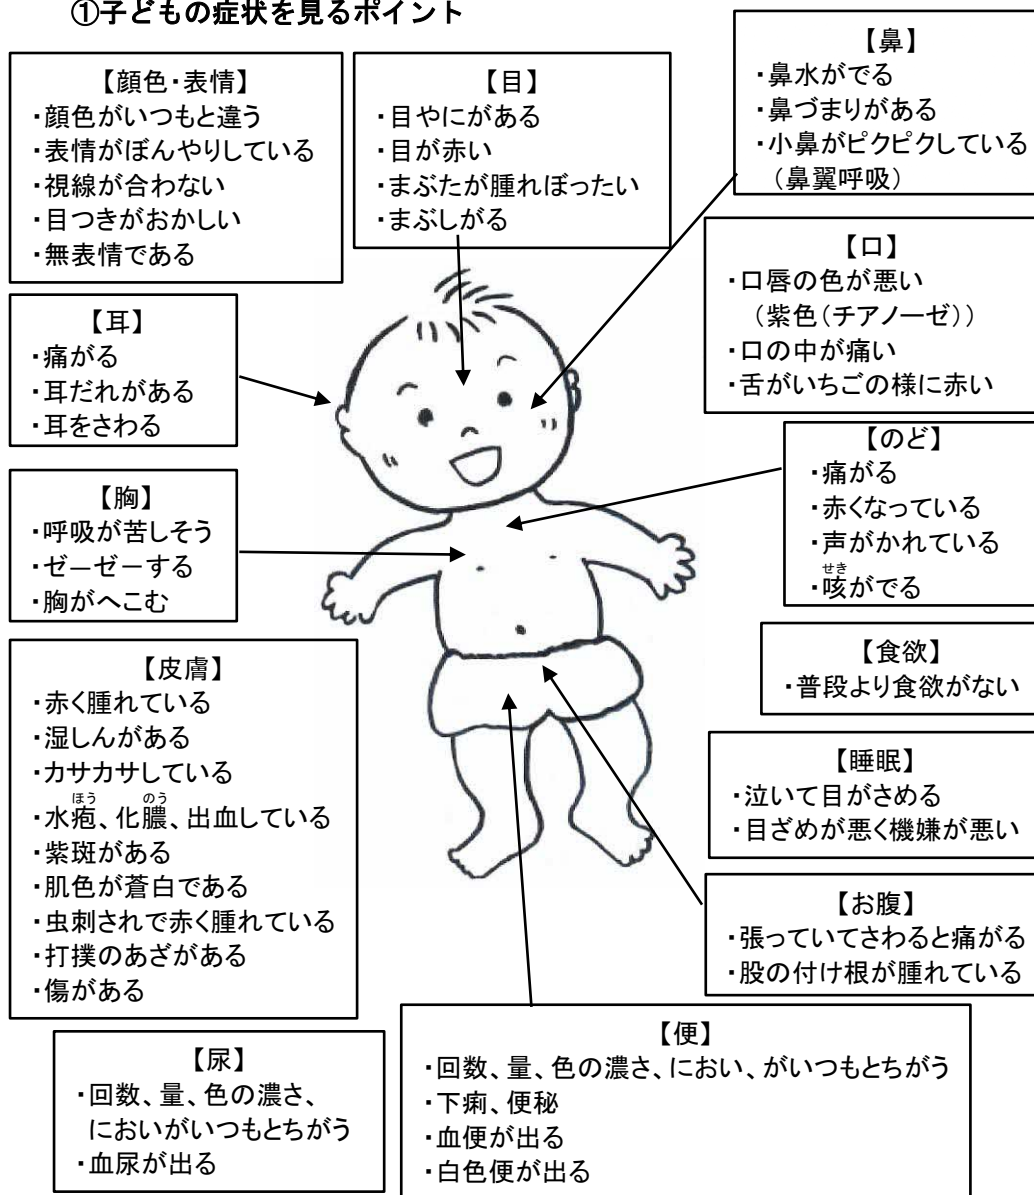 ①子どもの症状を見るポイント
【顔色・表情】
・顔色がいつもと違う
・表情がぼんやりしている
・視線が合わない
・目つきがおかしい
・無表情である
【目】
・目やにがある
・目が赤い
・まぶたが腫れぼったい
・まぶしがる
【鼻】
・鼻水がでる
・鼻づまりがある
・小鼻がピクピクしている
（鼻翼呼吸）
【耳】
・痛がる
・耳だれがある
・耳をさわる
【口】
・口唇の色が悪い
（紫色（チアノーゼ））
・口の中が痛い
・舌がいちごの様に赤い
【胸】
・呼吸が苦しそう
・ゼーゼーする
・胸がへこむ
【のど】
・痛がる
・赤くなっている
・声がかれている
せき
・咳がでる
【皮膚】
・赤く腫れている
・湿しんがある
・カサカサしている
ほう のう
・水疱、化膿、出血している
・紫斑がある
・肌色が蒼白である
・虫刺されで赤く腫れている
・打撲のあざがある
・傷がある
【食欲】
・普段より食欲がない
【睡眠】
・泣いて目がさめる
・目ざめが悪く機嫌が悪い
【お腹】
・張っていてさわると痛がる
・股の付け根が腫れている
【尿】
・回数、量、色の濃さ、
においがいつもとちがう
・血尿が出る
【便】
・回数、量、色の濃さ、におい、がいつもとちがう
・下痢、便秘
・血便が出る
・白色便が出る